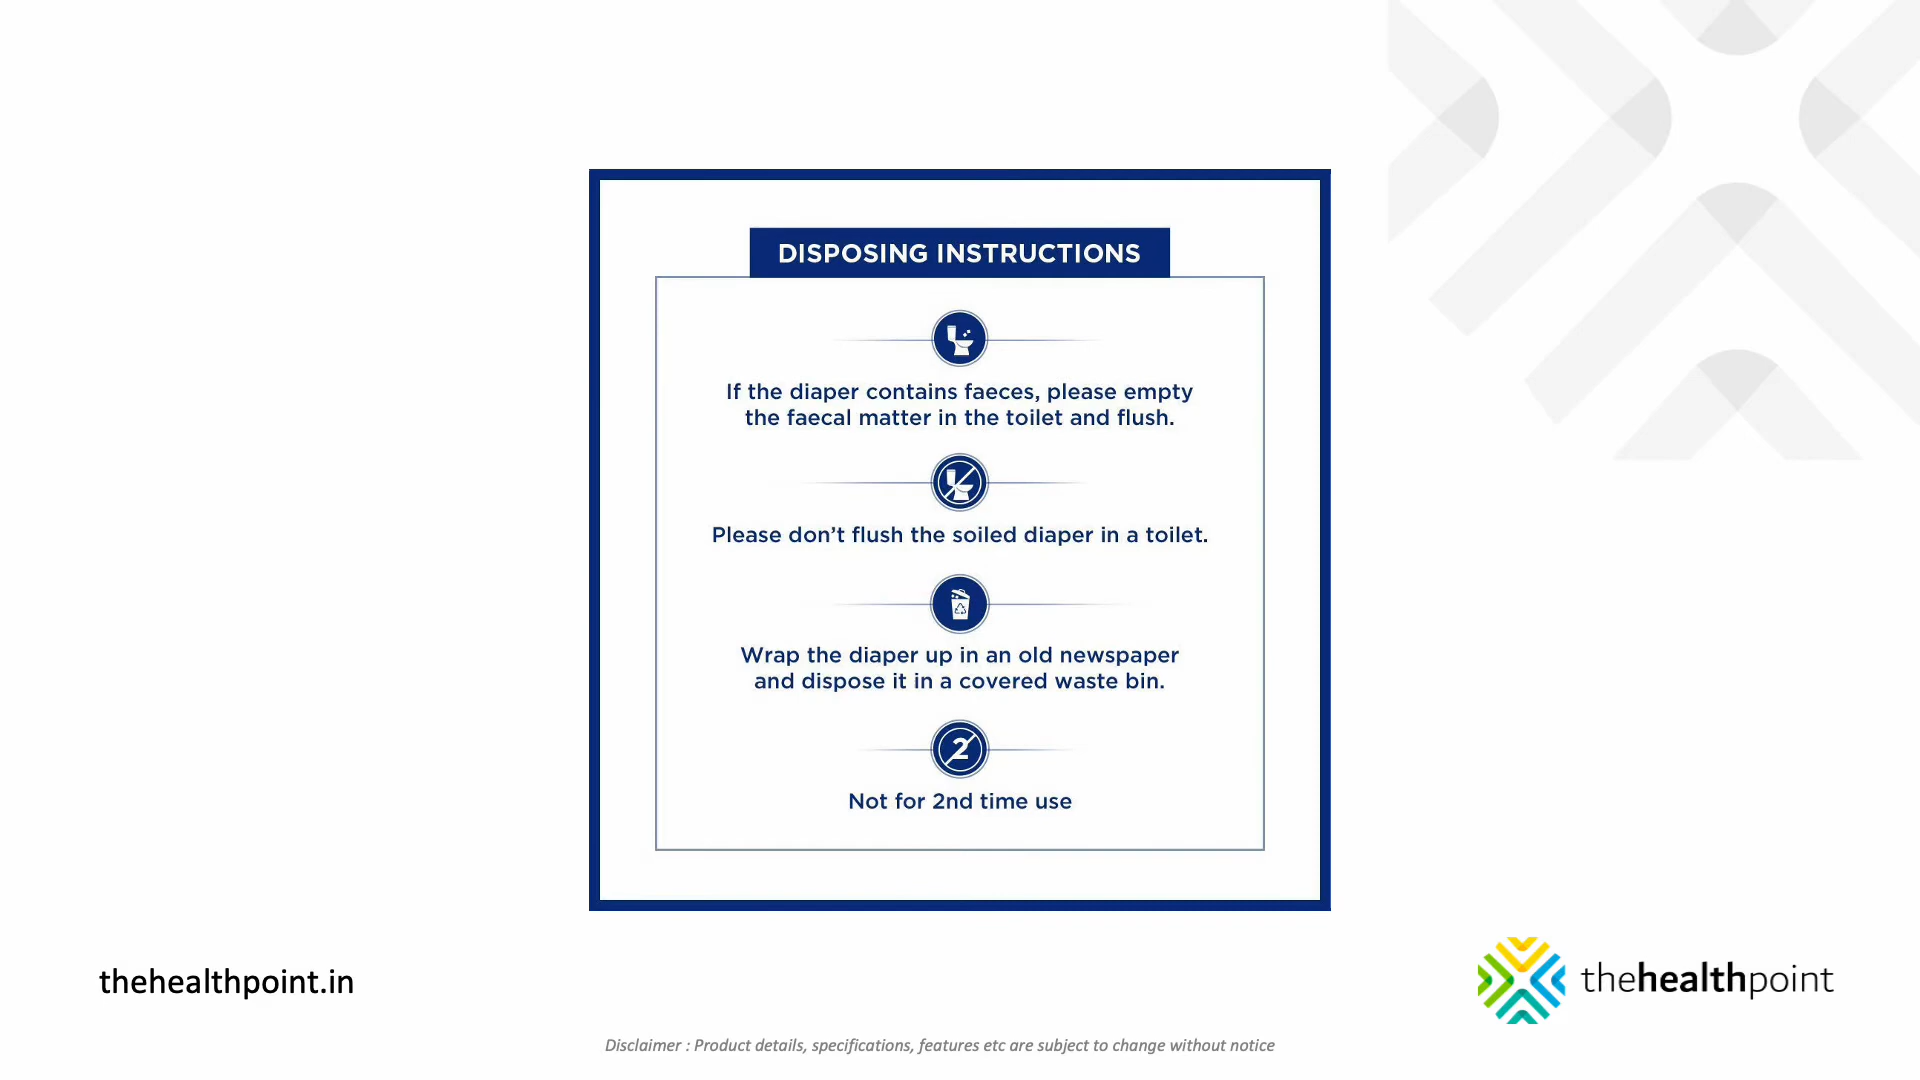 DISPOSING INSTRUCTIONS
If the diaper contains faeces, please empty
the faecal matter in the toilet and flush.
Please don’t flush the soiled diaper in a toilet.
Wrap the diaper up in an old newspaper
and dispose it in a covered waste bin.
2
Not for 2nd time use
thehealthpoint.in
thehealthpoint
Disclaimer : Product details, specifications, features etc are subject to change without notice